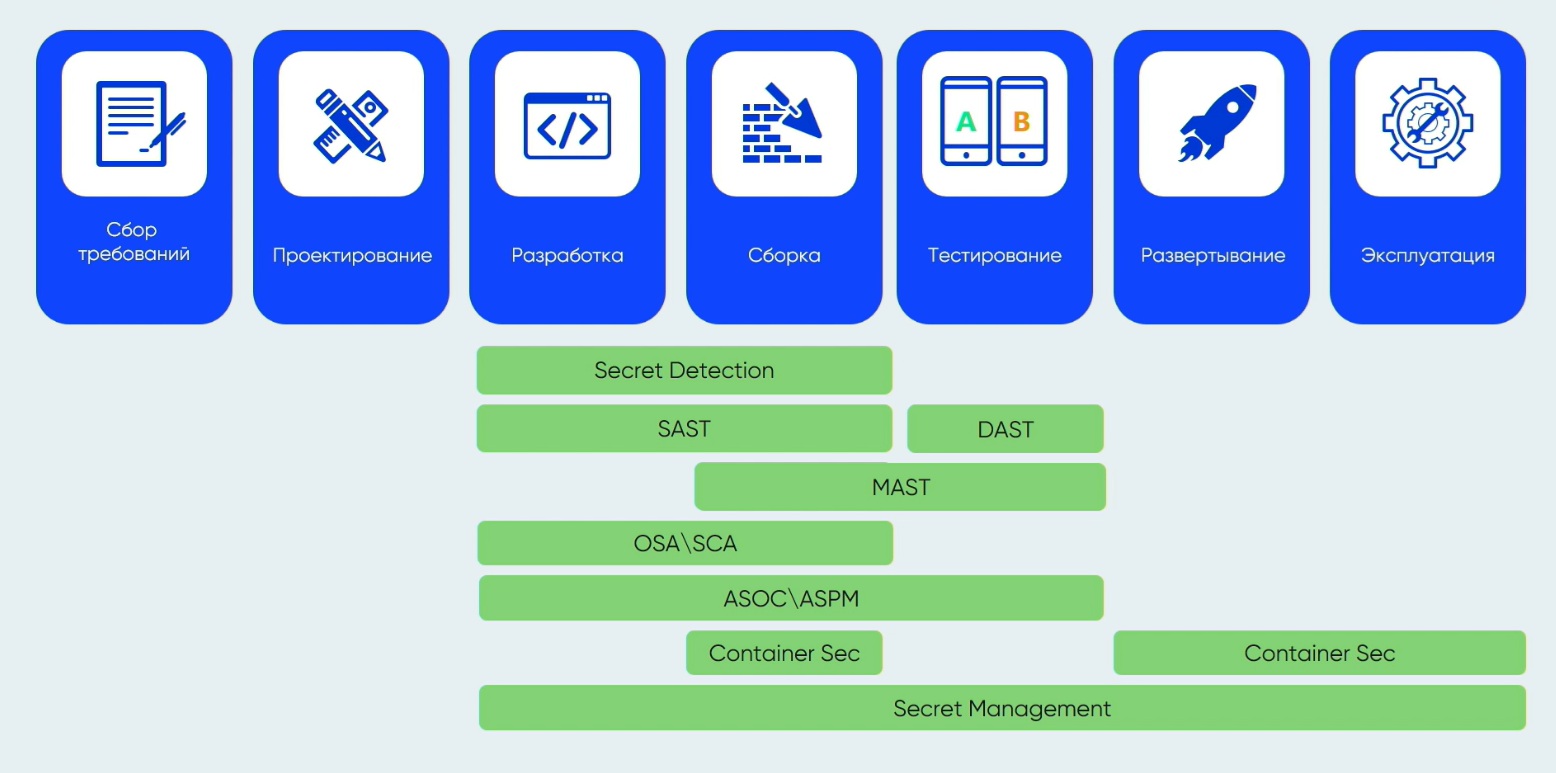 A
B
Сбор
требований
Проектирование
Разработка
Сборка
Тестирование
Развертывание
Эксплуатация
Secret Detection
SAST
DAST
MAST
OSA\SCA
ASOC\ASPM
Container Sec
Container Sec
Secret Management